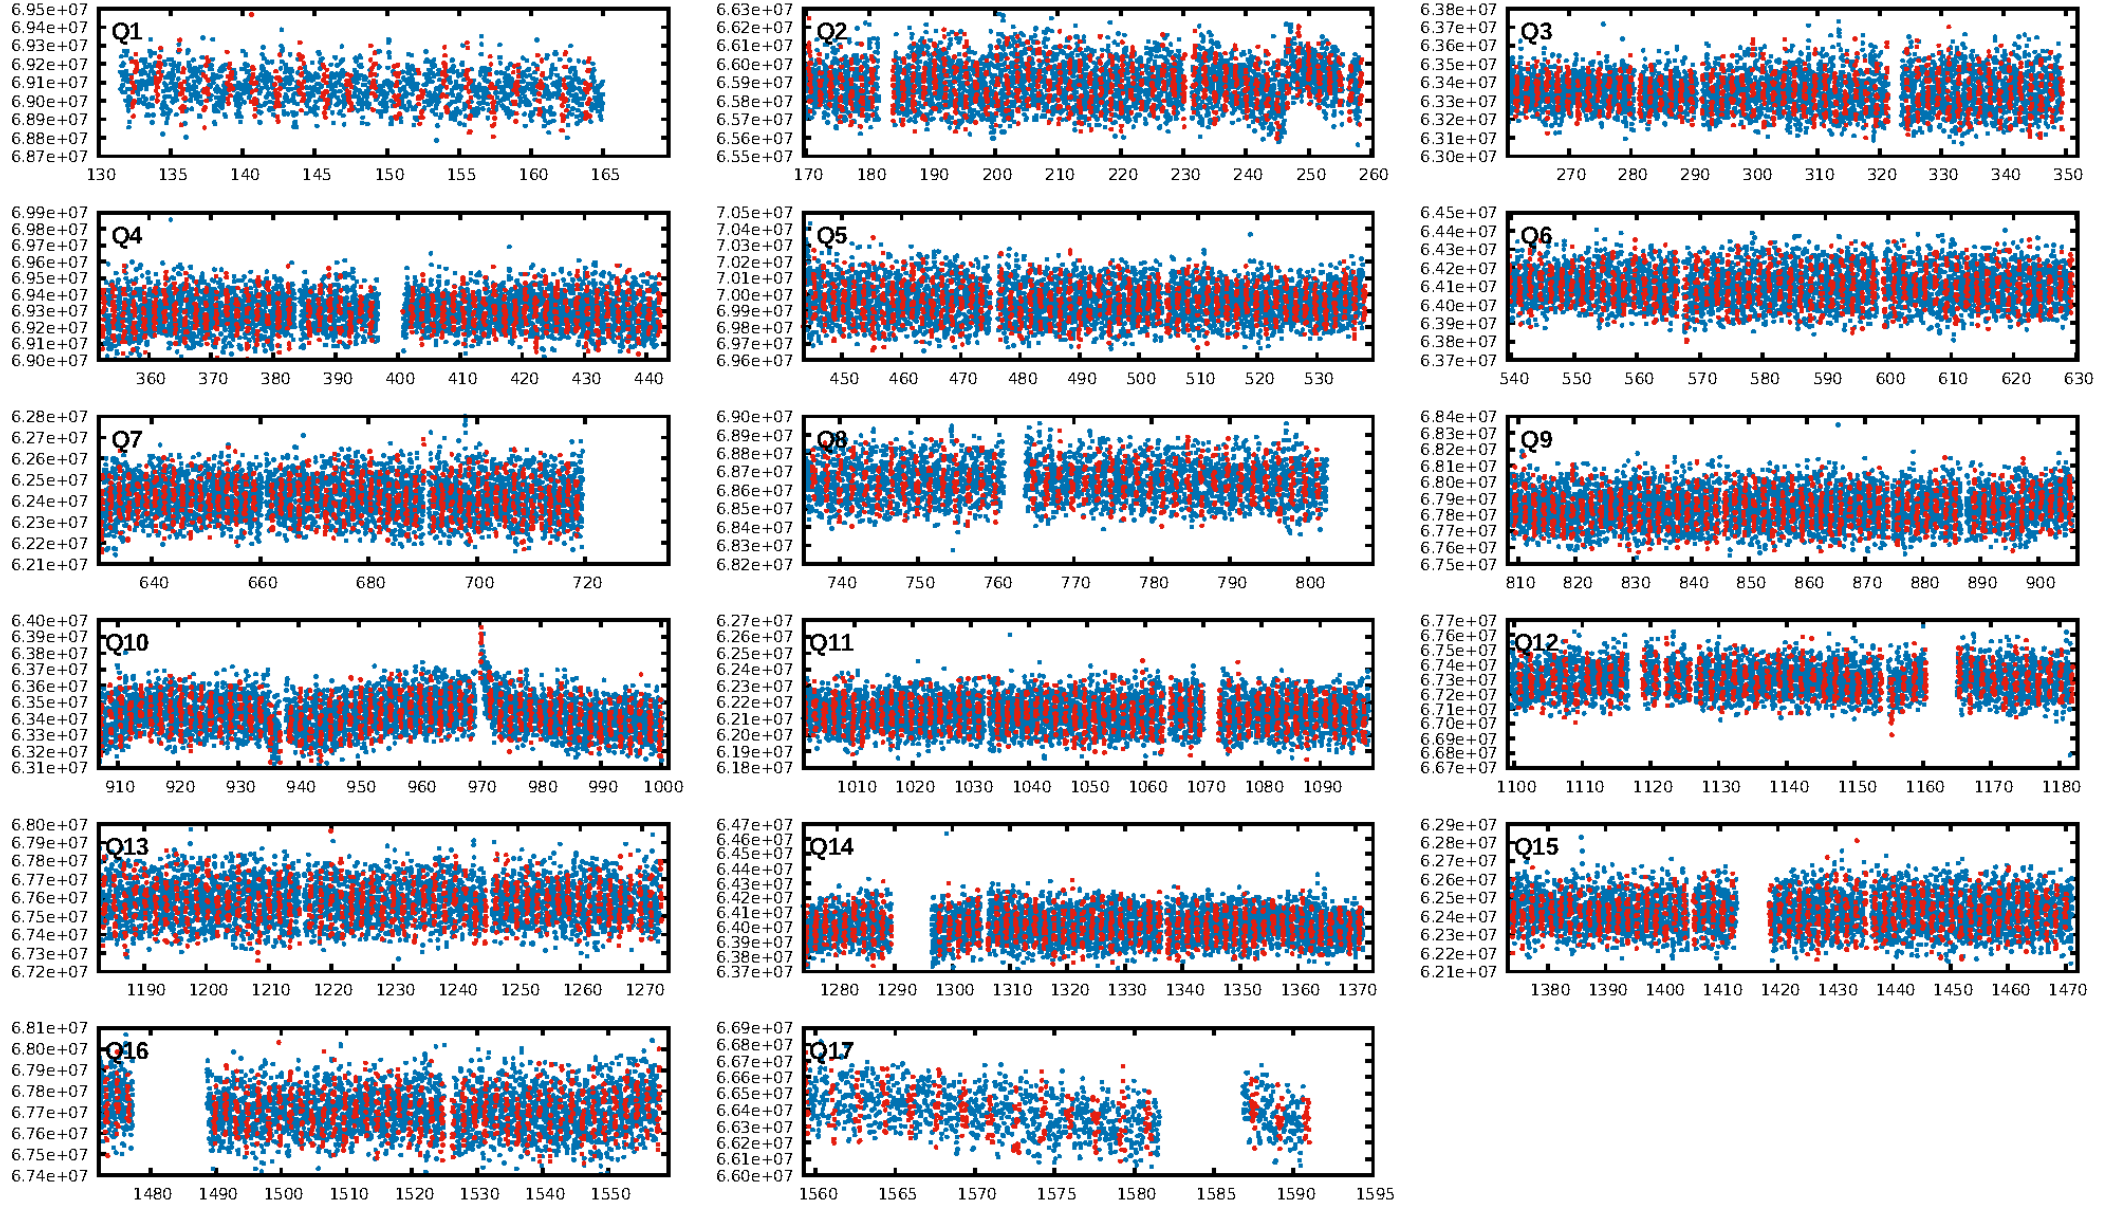 Q1
6.95e+07
6.94e+07
6.93e+07
6.92e+07
6.91e+07
6.90e+07
6.89e+07
6.88e+07
6.87e+07
130 135 140 145 150 155 160 165
Q2
6.63e+07
6.62e+07
6.61e+07
6.60e+07
6.59e+07
6.58e+07
6.57e+07
6.56e+07
6.55e+07
170 180 190 200 210 220 230 240 250 260
Q3
6.38e+07
6.37e+07
6.36e+07
6.35e+07
6.34e+07
6.33e+07
6.32e+07
6.31e+07
6.30e+07
270 280 290 300 310 320 330 340 350
Q4
6.99e+07
6.98e+07
6.97e+07
6.96e+07
6.95e+07
6.94e+07
6.93e+07
6.92e+07
6.91e+07
6.90e+07
360 370 380 390 400 410 420 430 440
Q5
7.05e+07
7.04e+07
7.03e+07
7.02e+07
7.01e+07
7.00e+07
6.99e+07
6.98e+07
6.97e+07
6.96e+07
450 460 470 480 490 500 510 520 530
Q6
6.45e+07
6.44e+07
6.43e+07
6.42e+07
6.41e+07
6.40e+07
6.39e+07
6.38e+07
6.37e+07
540 550 560 570 580 590 600 610 620 630
Q7
6.28e+07
6.27e+07
6.26e+07
6.25e+07
6.24e+07
6.23e+07
6.22e+07
6.21e+07
640 660 680 700 720
Q8
6.90e+07
6.89e+07
6.88e+07
6.87e+07
6.86e+07
6.85e+07
6.84e+07
6.83e+07
6.82e+07
740 750 760 770 780 790 800
Q9
6.84e+07
6.83e+07
6.82e+07
6.81e+07
6.80e+07
6.79e+07
6.78e+07
6.77e+07
6.76e+07
6.75e+07
810 820 830 840 850 860 870 880 890 900
Q10
6.40e+07
6.39e+07
6.38e+07
6.37e+07
6.36e+07
6.35e+07
6.34e+07
6.33e+07
6.32e+07
6.31e+07
910 920 930 940 950 960 970 980 990 1000
Q11
6.27e+07
6.26e+07
6.25e+07
6.24e+07
6.23e+07
6.22e+07
6.21e+07
6.20e+07
6.19e+07
6.18e+07
1010 1020 1030 1040 1050 1060 1070 1080 1090
Q12
6.77e+07
6.76e+07
6.75e+07
6.74e+07
6.73e+07
6.72e+07
6.71e+07
6.70e+07
6.69e+07
6.68e+07
6.67e+07
1100 1110 1120 1130 1140 1150 1160 1170 1180
Q13
6.80e+07
6.79e+07
6.78e+07
6.77e+07
6.76e+07
6.75e+07
6.74e+07
6.73e+07
6.72e+07
1190 1200 1210 1220 1230 1240 1250 1260 1270
Q14
6.47e+07
6.46e+07
6.45e+07
6.44e+07
6.43e+07
6.42e+07
6.41e+07
6.40e+07
6.39e+07
6.38e+07
6.37e+07
1280 1290 1300 1310 1320 1330 1340 1350 1360 1370
Q15
6.29e+07
6.28e+07
6.27e+07
6.26e+07
6.25e+07
6.24e+07
6.23e+07
6.22e+07
6.21e+07
1380 1390 1400 1410 1420 1430 1440 1450 1460 1470
Q16
6.81e+07
6.80e+07
6.79e+07
6.78e+07
6.77e+07
6.76e+07
6.75e+07
6.74e+07
1480 1490 1500 1510 1520 1530 1540 1550
Q17
6.69e+07
6.68e+07
6.67e+07
6.66e+07
6.65e+07
6.64e+07
6.63e+07
6.62e+07
6.61e+07
6.60e+07
1560 1565 1570 1575 1580 1585 1590 1595